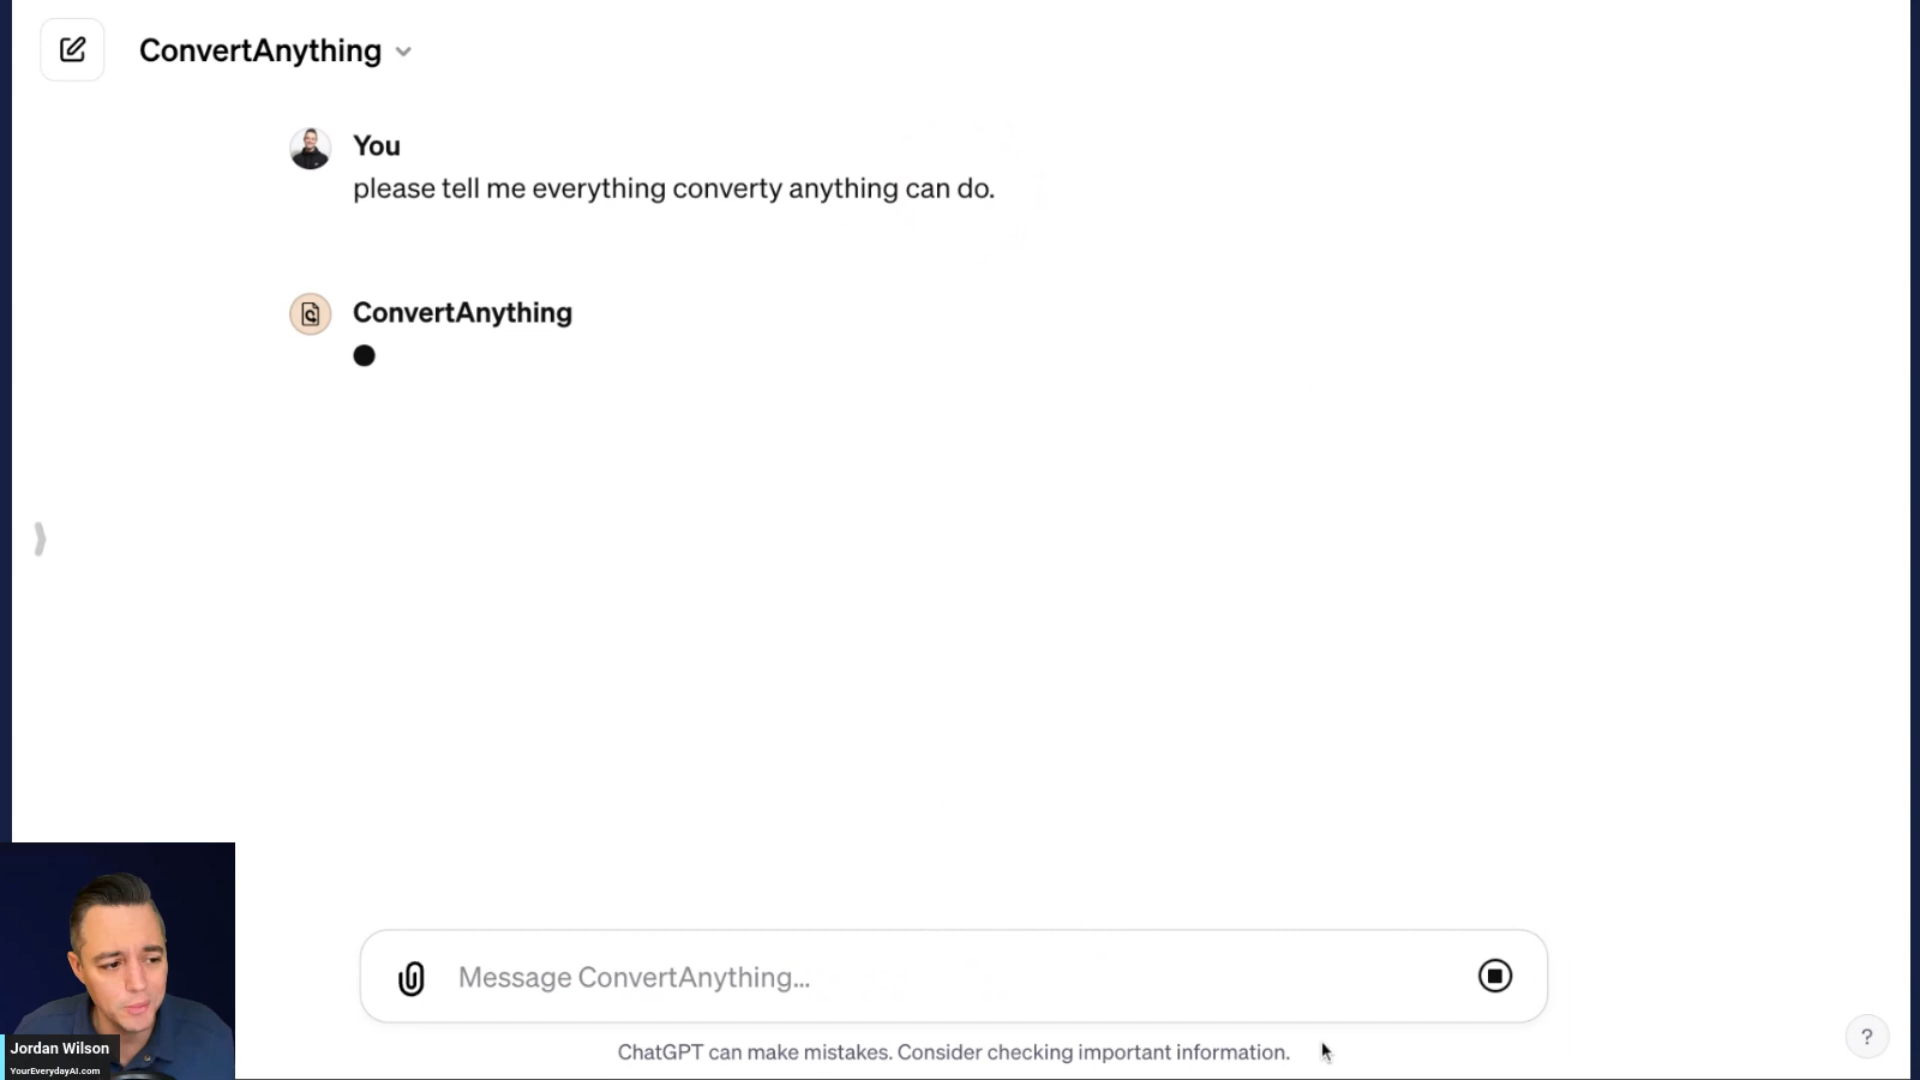 ConvertAnything
You
please tell me everything converty anything can do.
ConvertAnything
Message ConvertAnything...
ChatGPT can make mistakes. Consider checking important information.
?
Jordan Wilson
YourEverydayAI.com